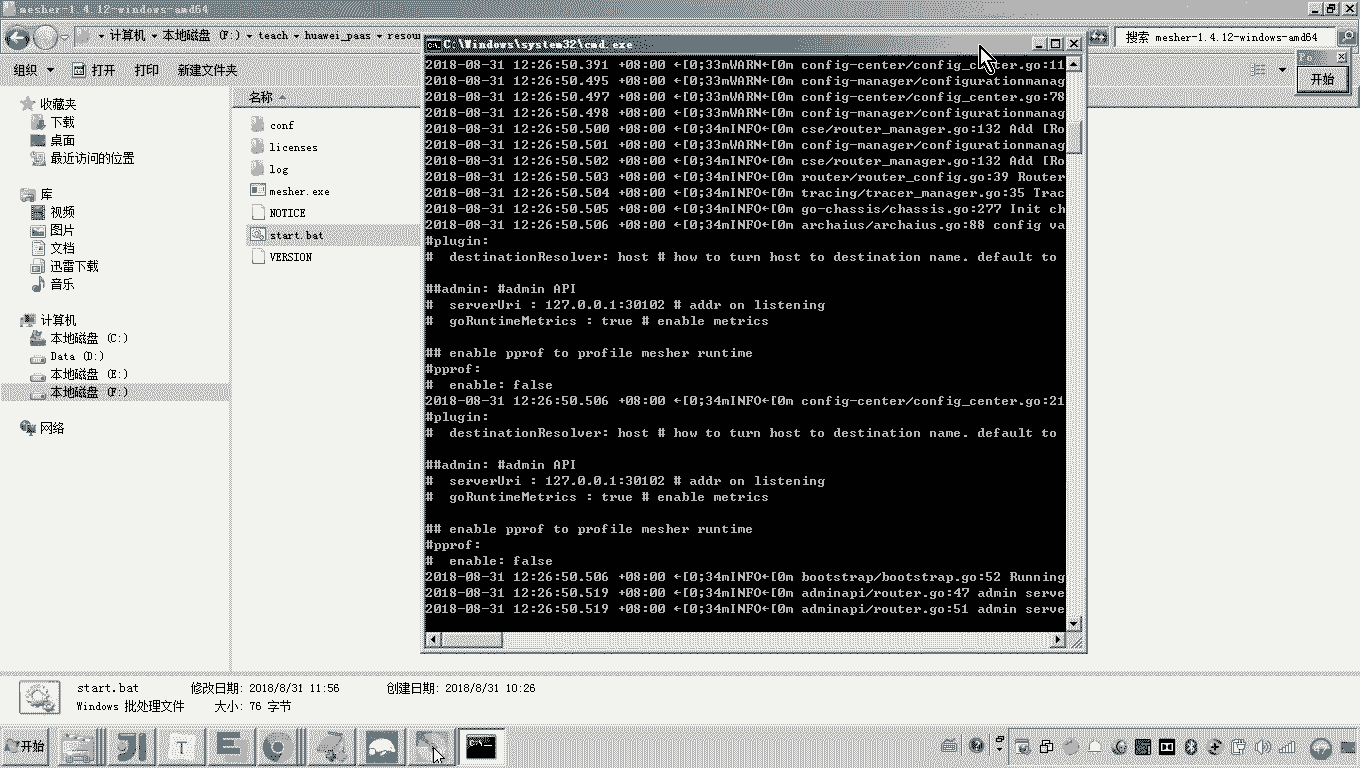 mesher-1.4.12-windows-amd64
计算机 本地磁盘 (F:) teach huawei_paas resou
搜索 mesher-1.4.12-windows-amd64
组织 打开 打印 新建文件夹
开始
收藏夹
下载
桌面
最近访问的位置
库
视频
图片
文档
迅雷下载
音乐
计算机
本地磁盘 (C:)
Data (D:)
本地磁盘 (E:)
本地磁盘 (F:)
网络
名称
conf
licenses
log
mesher.exe
NOTICE
start.bat
VERSION
C:\Windows\system32\cmd.exe
2018-08-31 12:26:50.391 +08:00 ←[0;33mWARN←[0m config-center/config_center.go:11
2018-08-31 12:26:50.495 +08:00 ←[0;33mWARN←[0m config-manager/configurationmanag
2018-08-31 12:26:50.497 +08:00 ←[0;33mWARN←[0m config-center/config_center.go:78
2018-08-31 12:26:50.498 +08:00 ←[0;33mWARN←[0m config-manager/configurationmanag
2018-08-31 12:26:50.500 +08:00 ←[0;34mINFO←[0m cse/router_manager.go:132 Add [Ro
2018-08-31 12:26:50.501 +08:00 ←[0;33mWARN←[0m config-manager/configurationmanag
2018-08-31 12:26:50.502 +08:00 ←[0;34mINFO←[0m cse/router_manager.go:132 Add [Ro
2018-08-31 12:26:50.503 +08:00 ←[0;34mINFO←[0m router/router_config.go:39 Router
2018-08-31 12:26:50.504 +08:00 ←[0;34mINFO←[0m tracing/tracer_manager.go:35 Trac
2018-08-31 12:26:50.505 +08:00 ←[0;34mINFO←[0m go-chassis/chassis.go:277 Init ch
2018-08-31 12:26:50.506 +08:00 ←[0;34mINFO←[0m archaius/archaius.go:88 config va
#plugin:
#  destinationResolver: host # how to turn host to destination name. default to
##admin: #admin API
#  serverUri : 127.0.0.1:30102 # addr on listening
#  goRuntimeMetrics : true # enable metrics
## enable pprof to profile mesher runtime
#pprof:
#  enable: false
2018-08-31 12:26:50.506 +08:00 ←[0;34mINFO←[0m config-center/config_center.go:21
#plugin:
#  destinationResolver: host # how to turn host to destination name. default to
##admin: #admin API
#  serverUri : 127.0.0.1:30102 # addr on listening
#  goRuntimeMetrics : true # enable metrics
## enable pprof to profile mesher runtime
#pprof:
#  enable: false
2018-08-31 12:26:50.506 +08:00 ←[0;34mINFO←[0m bootstrap/bootstrap.go:52 Running
2018-08-31 12:26:50.519 +08:00 ←[0;34mINFO←[0m adminapi/router.go:47 admin serve
2018-08-31 12:26:50.519 +08:00 ←[0;34mINFO←[0m adminapi/router.go:51 admin serve
start.bat 修改日期: 2018/8/31 11:56 创建日期: 2018/8/31 10:26
Windows 批处理文件 大小: 76 字节
开始